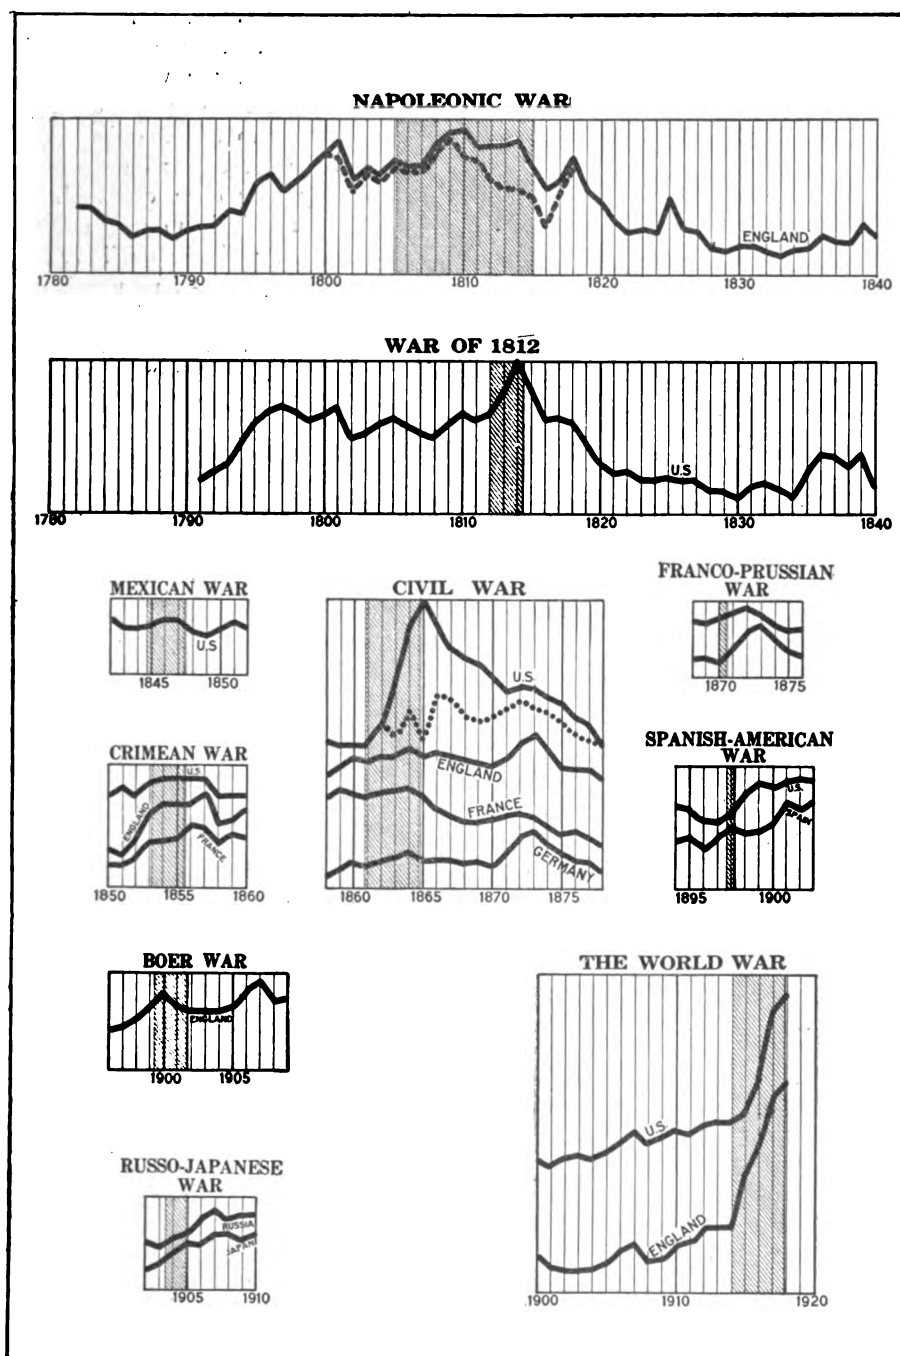 NAPOLEONIC WAR
ENGLAND
1780 1790 1800 1810 1820 1830 1840
WAR OF 1812
U.S
1780 1790 1800 1810 1820 1830 1840
MEXICAN WAR
U.S
1845 1850
CIVIL WAR
U.S.
ENGLAND
FRANCE
GERMANY
1860 1865 1870 1875
FRANCO-PRUSSIAN
WAR
1870 1875
CRIMEAN WAR
U.S.
ENGLAND
FRANCE
1850 1855 1860
SPANISH-AMERICAN
WAR
U.S.
SPAIN
1895 1900
BOER WAR
ENGLAND
1900 1905
THE WORLD WAR
U.S.
ENGLAND
1900 1910 1920
RUSSO-JAPANESE
WAR
RUSSIA
JAPAN
1905 1910